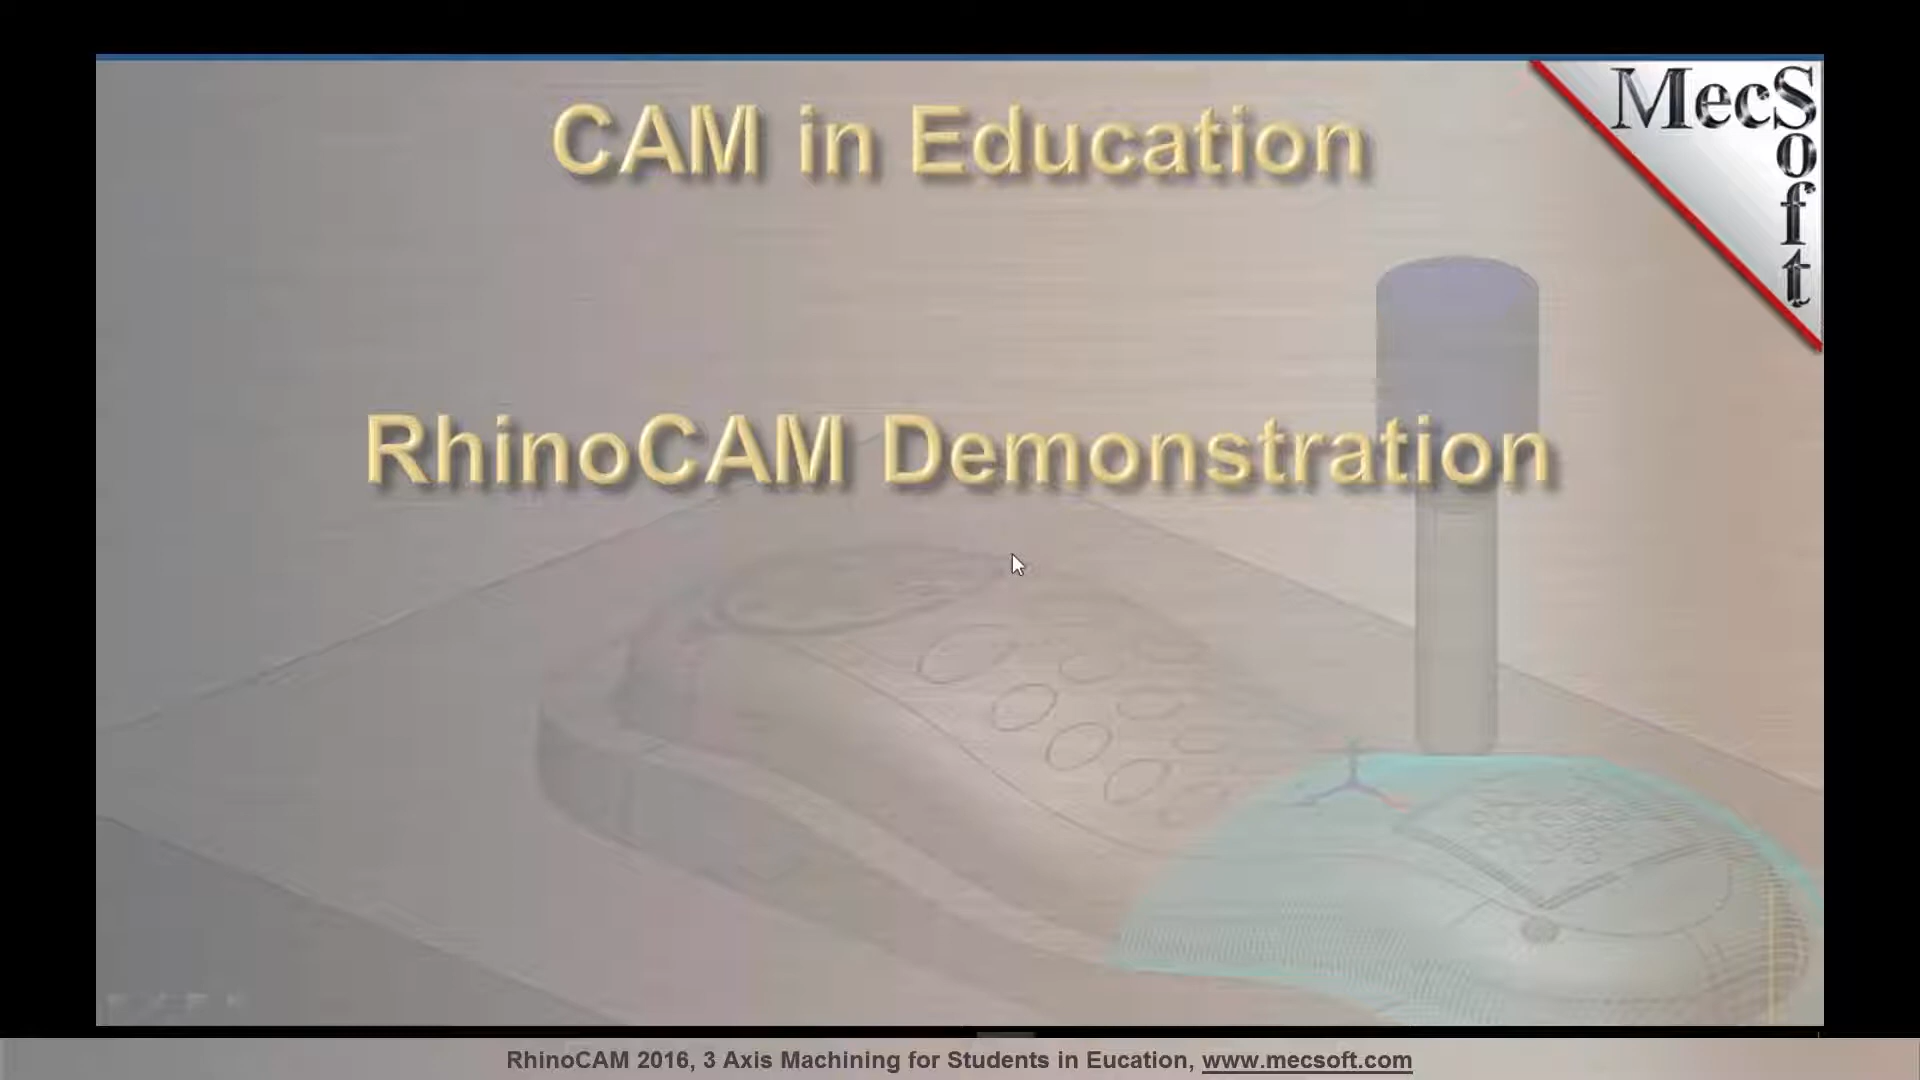 CAM in Education
MecSoft
RhinoCAM Demonstration
RhinoCAM 2016, 3 Axis Machining for Students in Eucation, www.mecsoft.com